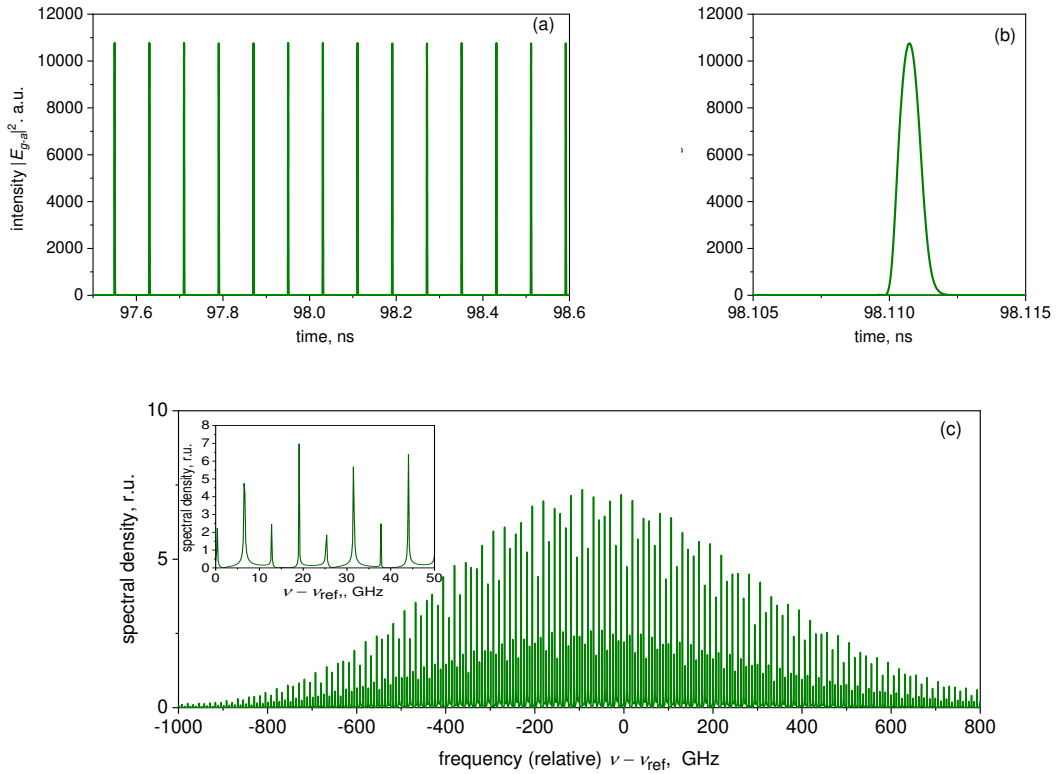 (a)
12000
10000
8000
6000
4000
2000
0
intensity |E_{g-a}|². a.u.
97.6 97.8 98.0 98.2 98.4 98.6
time, ns
(b)
12000
10000
8000
6000
4000
2000
0
98.105 98.110 98.115
time, ns
(c)
10
5
0
spectral density, r.u.
8
7
6
5
4
3
2
1
0
spectral density, r.u.
0 10 20 30 40 50
ν − ν_ref,, GHz
-1000 -800 -600 -400 -200 0 200 400 600 800
frequency (relative) ν − ν_ref, GHz